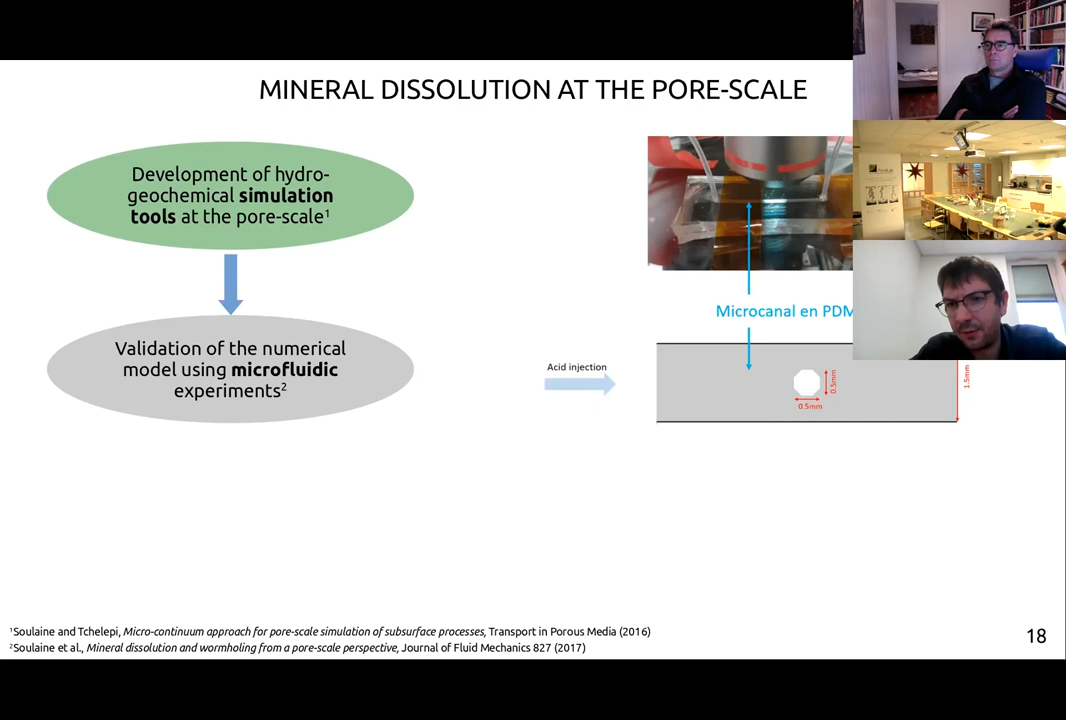 MINERAL DISSOLUTION AT THE PORE-SCALE
Development of hydro-
geochemical simulation
tools at the pore-scale¹
Validation of the numerical
model using microfluidic
experiments²
Microcanal en PDM
Acid injection
0.5mm
0.5mm
1.5mm
¹Soulaine and Tchelepi, Micro-continuum approach for pore-scale simulation of subsurface processes, Transport in Porous Media (2016)
²Soulaine et al., Mineral dissolution and wormholing from a pore-scale perspective, Journal of Fluid Mechanics 827 (2017)
18